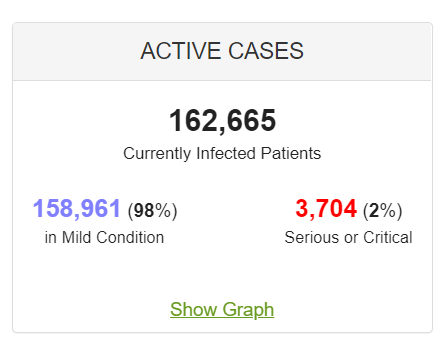 ACTIVE CASES
162,665
Currently Infected Patients
158,961 (98%)
in Mild Condition
3,704 (2%)
Serious or Critical
Show Graph